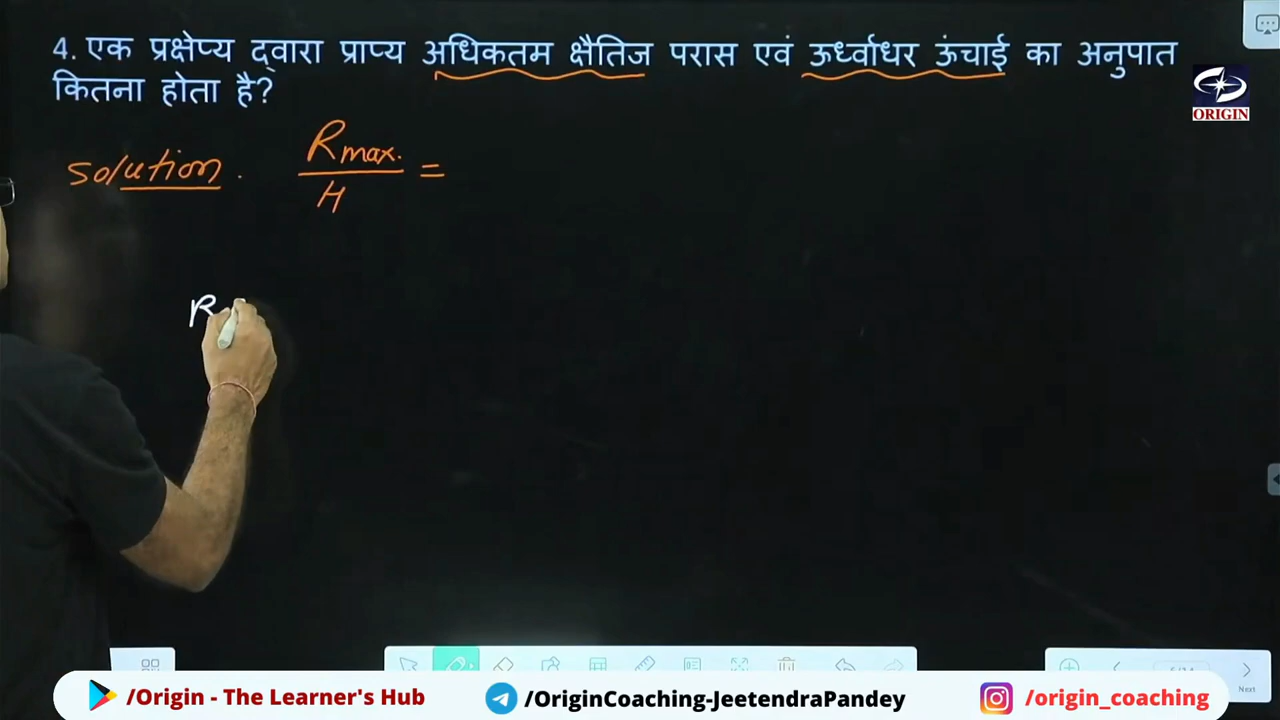 4. एक प्रक्षेप्य द्वारा प्राप्य अधिकतम क्षैतिज परास एवं ऊर्ध्वाधर ऊंचाई का अनुपात
कितना होता है?
ORIGIN
solution. Rmax. / H =
R
Next
/Origin - The Learner's Hub
/OriginCoaching-JeetendraPandey
/origin_coaching